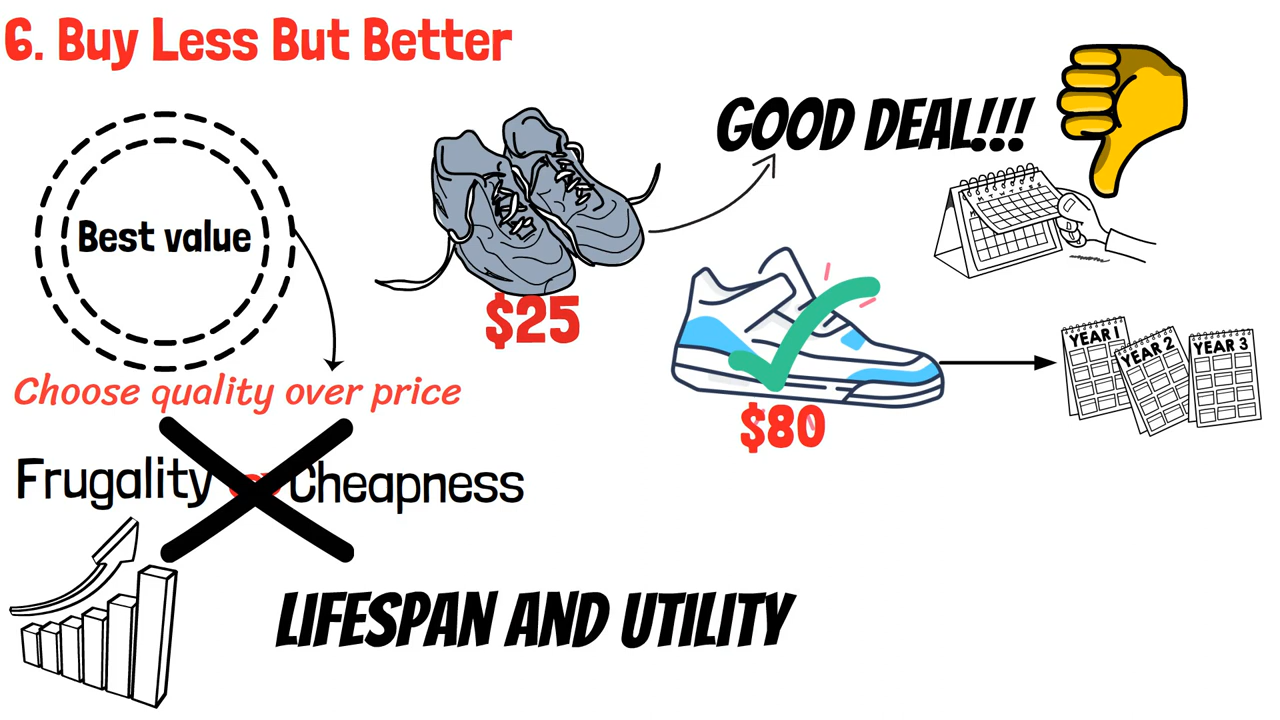 6. Buy Less But Better
GOOD DEAL!!!
Best value
$25
YEAR 1
YEAR 2
YEAR 3
Choose quality over price
$80
Frugality Cheapness
LIFESPAN AND UTILITY